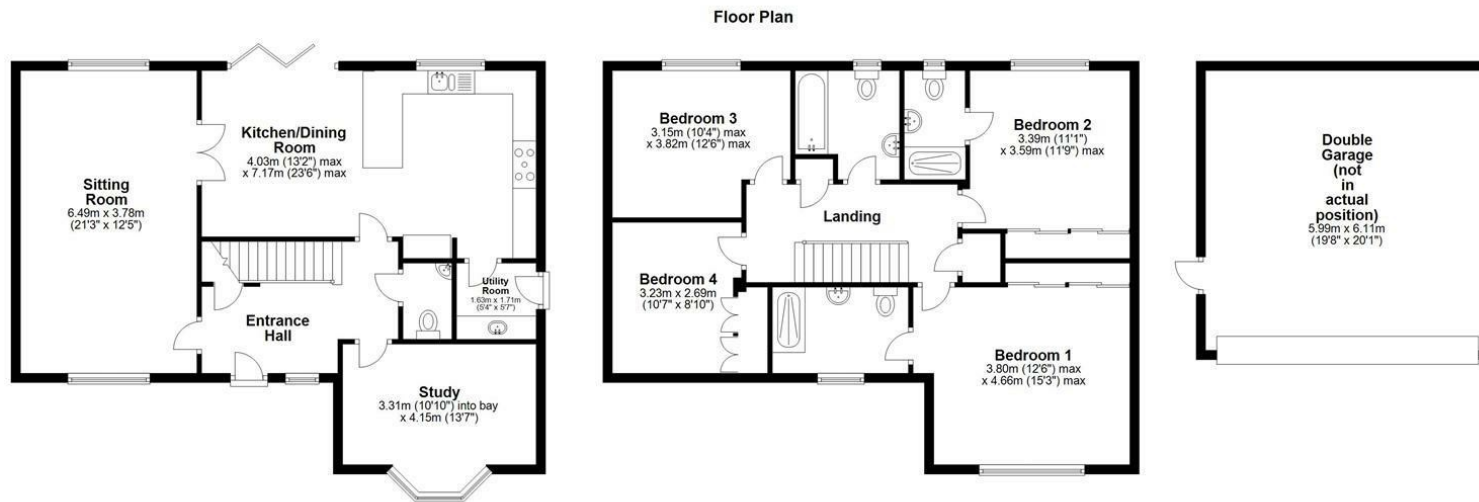 Floor Plan
Sitting
Room
6.49m x 3.78m
(21'3" x 12'5")
Kitchen/Dining
Room
4.03m (13'2") max
x 7.17m (23'6") max
Entrance
Hall
Utility
Room
1.63m x 1.71m
(5'4" x 5'7")
Study
3.31m (10'10") into bay
x 4.15m (13'7")
Bedroom 3
3.15m (10'4") max
x 3.82m (12'6") max
Bedroom 2
3.39m (11'1")
x 3.59m (11'9") max
Landing
Bedroom 4
3.23m x 2.69m
(10'7" x 8'10")
Bedroom 1
3.80m (12'6") max
x 4.66m (15'3") max
Double
Garage
(not
in
actual
position)
5.99m x 6.11m
(19'8" x 20'1")